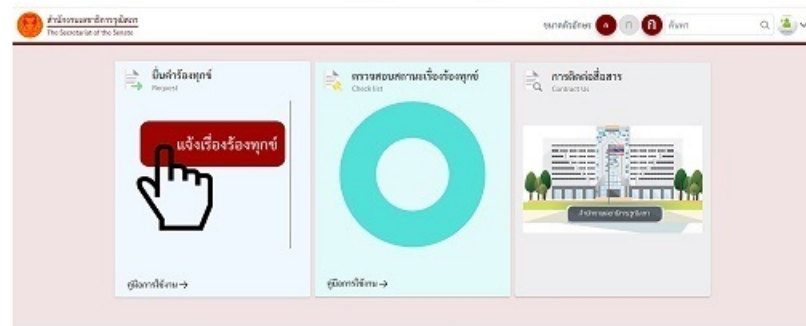 สำนักงานเลขาธิการวุฒิสภา
The Secretariat of the Senate
ขนาดตัวอักษร ก ก ก ค้นหา
ยื่นคำร้องทุกข์
Request
แจ้งเรื่องร้องทุกข์
คู่มือการใช้งาน →
ตรวจสอบสถานะเรื่องร้องทุกข์
Check list
คู่มือการใช้งาน →
การติดต่อสื่อสาร
Contract Us
สำนักงานเลขาธิการวุฒิสภา